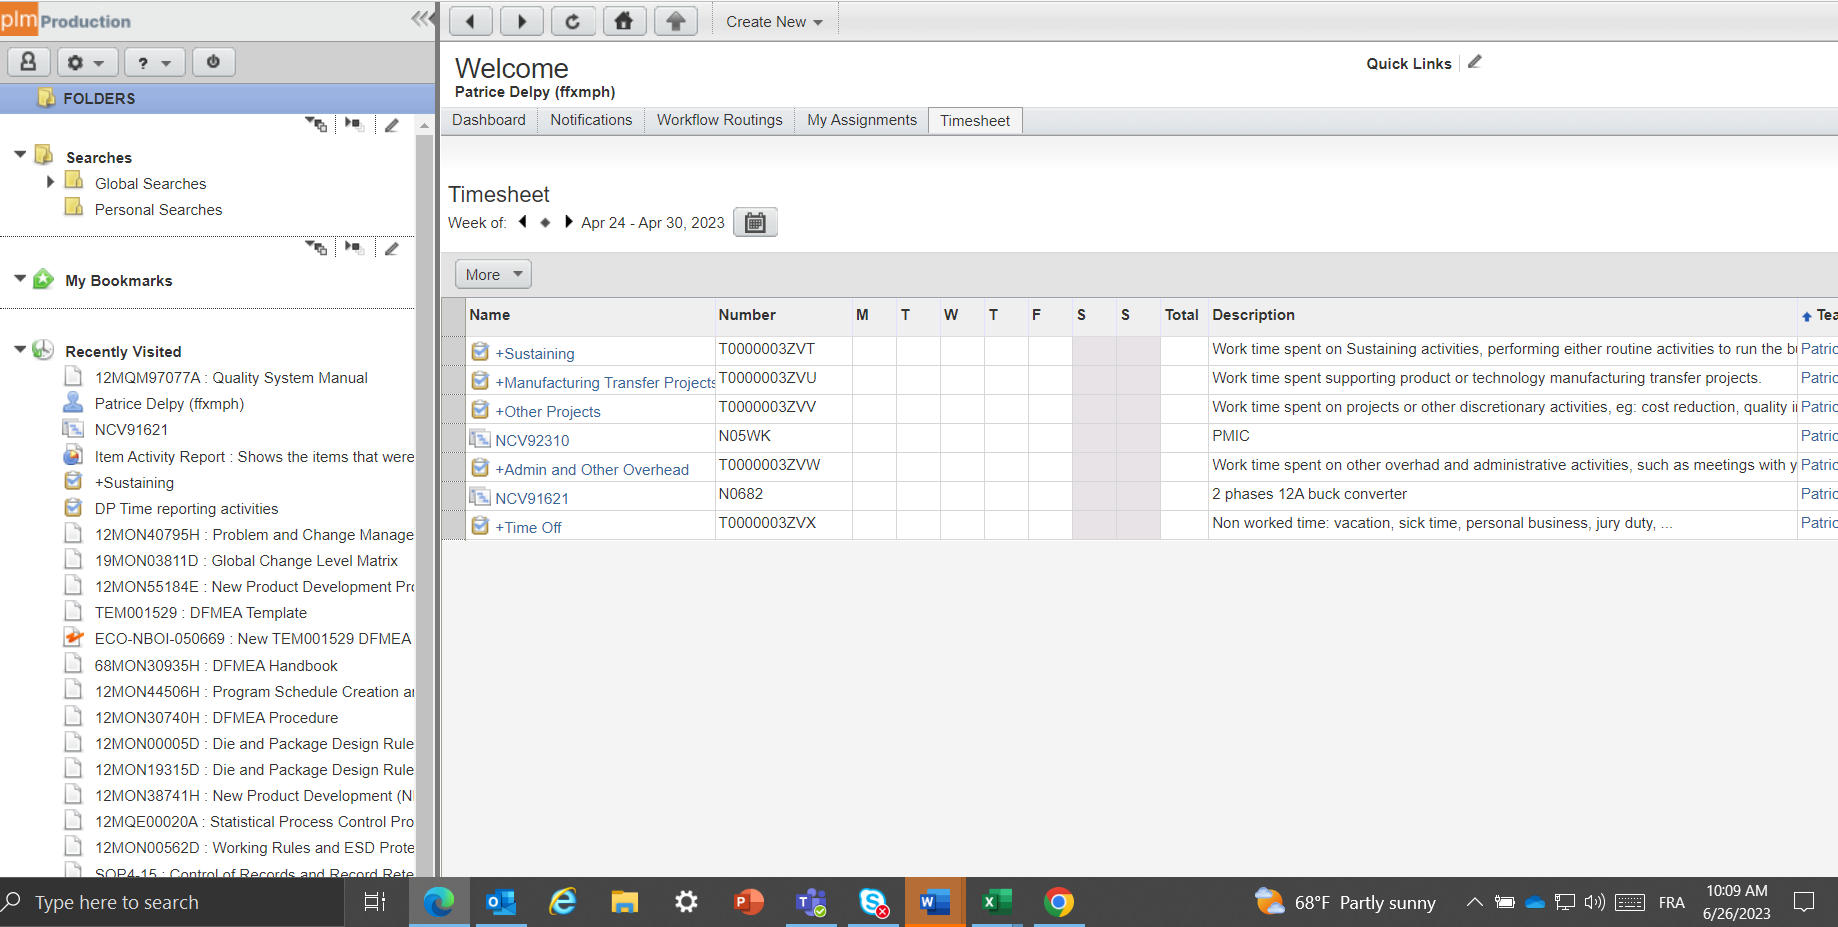 plm Production
Create New
?
FOLDERS
Searches
Global Searches
Personal Searches
My Bookmarks
Recently Visited
12MQM97077A : Quality System Manual
Patrice Delpy (ffxmph)
NCV91621
Item Activity Report : Shows the items that were
+Sustaining
DP Time reporting activities
12MON40795H : Problem and Change Manage
19MON03811D : Global Change Level Matrix
12MON55184E : New Product Development Pro
TEM001529 : DFMEA Template
ECO-NBOI-050669 : New TEM001529 DFMEA
68MON30935H : DFMEA Handbook
12MON44506H : Program Schedule Creation a
12MON30740H : DFMEA Procedure
12MON00005D : Die and Package Design Rule
12MON19315D : Die and Package Design Rule
12MON38741H : New Product Development (N
12MQE00020A : Statistical Process Control Pro
12MON00562D : Working Rules and ESD Prote
SOP4-15 : Control of Records and Record Rete
Welcome
Patrice Delpy (ffxmph)
Quick Links
Dashboard Notifications Workflow Routings My Assignments Timesheet
Timesheet
Week of: Apr 24 - Apr 30, 2023
More
Name Number M T W T F S S Total Description Tea
+Sustaining T0000003ZVT Work time spent on Sustaining activities, performing either routine activities to run the b Patric
+Manufacturing Transfer Projects T0000003ZVU Work time spent supporting product or technology manufacturing transfer projects. Patric
+Other Projects T0000003ZVV Work time spent on projects or other discretionary activities, eg: cost reduction, quality i Patric
NCV92310 N05WK PMIC Patric
+Admin and Other Overhead T0000003ZVW Work time spent on other overhad and administrative activities, such as meetings with y Patric
NCV91621 N0682 2 phases 12A buck converter Patric
+Time Off T0000003ZVX Non worked time: vacation, sick time, personal business, jury duty, ... Patric
Type here to search
68°F Partly sunny
FRA
10:09 AM
6/26/2023